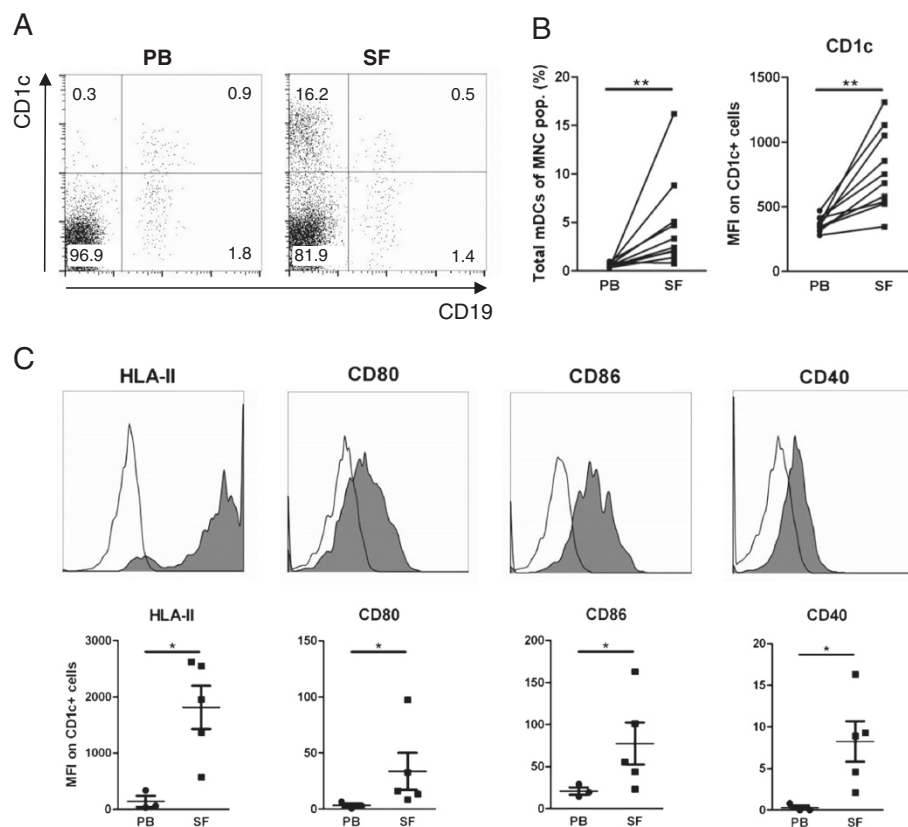 A
PB
SF
CD1c
0.3
0.9
96.9
1.8
16.2
0.5
81.9
1.4
CD19
B
Total mDCs of MNC pop. (%)
20
15
10
5
0
**
PB
SF
CD1c
MFI on CD1c+ cells
1500
1000
500
0
**
PB
SF
C
HLA-II
CD80
CD86
CD40
HLA-II
MFI on CD1c+ cells
3000
2000
1000
0
*
PB
SF
CD80
150
100
50
0
*
PB
SF
CD86
200
150
100
50
0
*
PB
SF
CD40
20
15
10
5
0
*
PB
SF